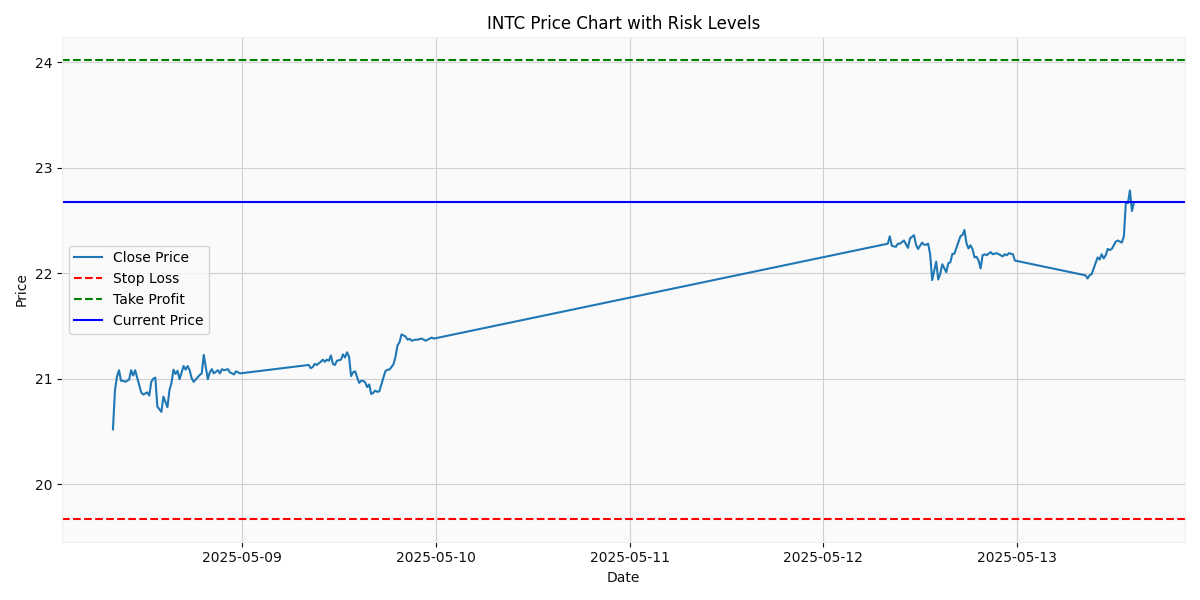 INTC Price Chart with Risk Levels
24
23
22
21
20
Price
Close Price
Stop Loss
Take Profit
Current Price
2025-05-09
2025-05-10
2025-05-11
2025-05-12
2025-05-13
Date